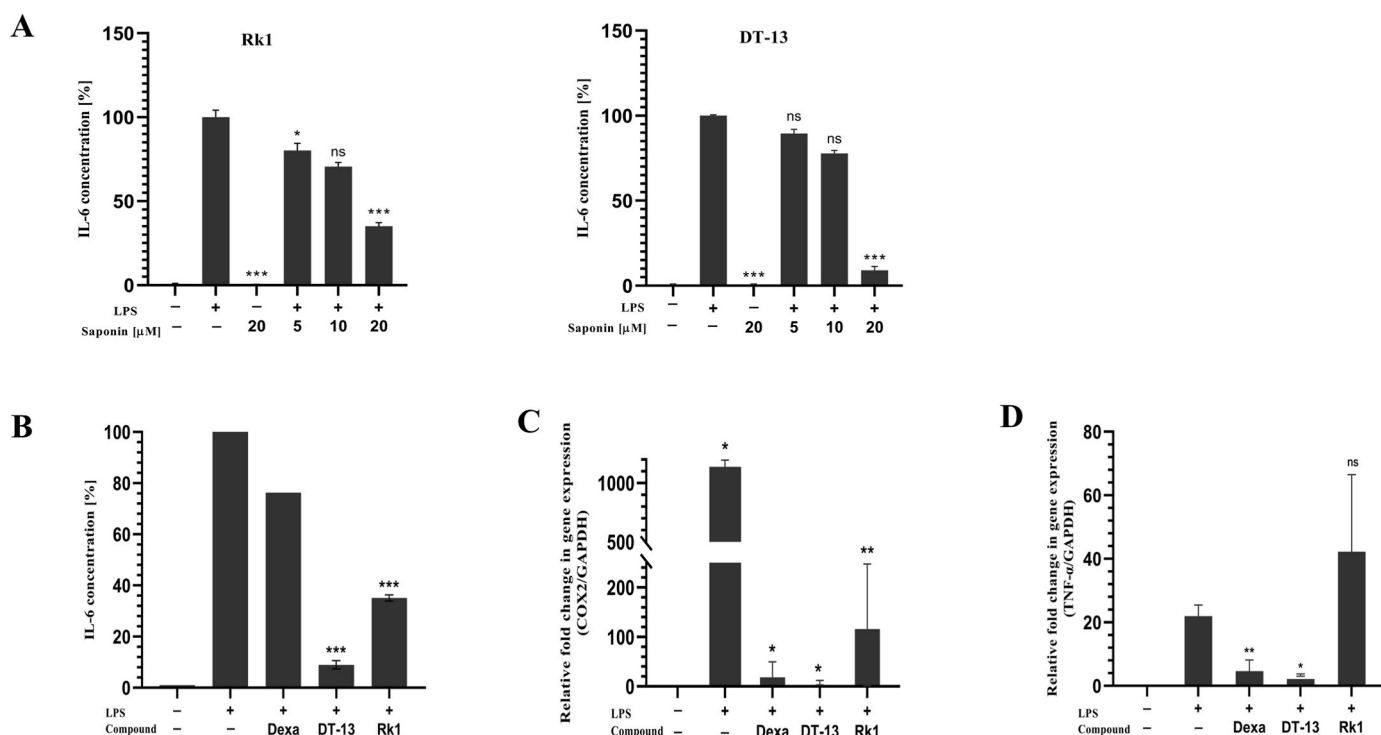 A
Rk1
IL-6 concentration [%]
150
100
50
0
* ns
*** ***
LPS – + – + + +
Saponin [μM] – – 20 5 10 20
DT-13
IL-6 concentration [%]
150
100
50
0
ns ns
*** ***
LPS – + – + + +
Saponin [μM] – – 20 5 10 20
B
IL-6 concentration [%]
100
80
60
40
20
0
*** ***
LPS – + + + +
Compound – – Dexa DT-13 Rk1
C
Relative fold change in gene expression
(COX2/GAPDH)
1000
500
200
100
0
* * * **
LPS – + + + +
Compound – – Dexa DT-13 Rk1
D
Relative fold change in gene expression
(TNF-α/GAPDH)
80
60
40
20
0
** * ns
LPS – + + + +
Compound – – Dexa DT-13 Rk1